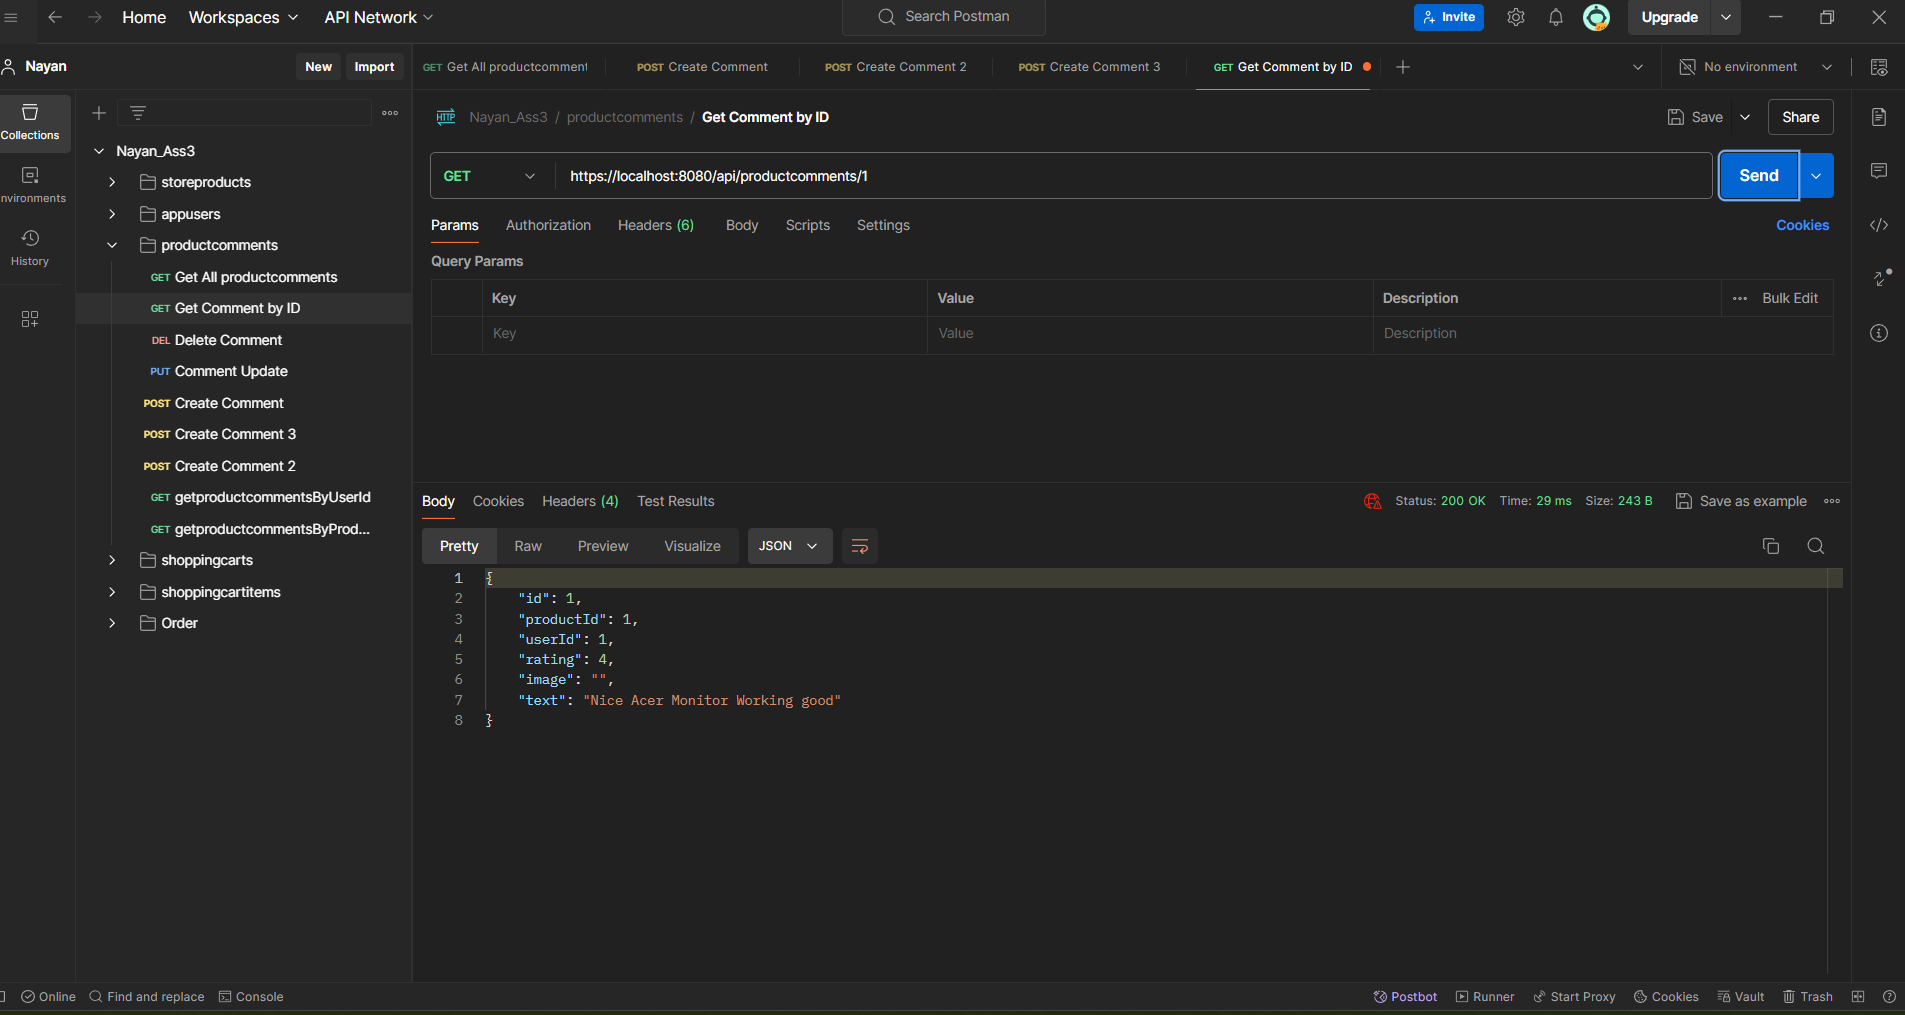 Home Workspaces API Network Search Postman Invite Upgrade
Nayan New Import
GET Get All productcomment POST Create Comment POST Create Comment 2 POST Create Comment 3 GET Get Comment by ID No environment
Collections
nvironments
History
Nayan_Ass3
storeproducts
appusers
productcomments
GET Get All productcomments
GET Get Comment by ID
DEL Delete Comment
PUT Comment Update
POST Create Comment
POST Create Comment 3
POST Create Comment 2
GET getproductcommentsByUserId
GET getproductcommentsByProd...
shoppingcarts
shoppingcartitems
Order
HTTP Nayan_Ass3 / productcomments / Get Comment by ID Save Share
GET https://localhost:8080/api/productcomments/1 Send
Params Authorization Headers (6) Body Scripts Settings Cookies
Query Params
Key Value Description Bulk Edit
Key Value Description
Body Cookies Headers (4) Test Results Status: 200 OK Time: 29 ms Size: 243 B Save as example
Pretty Raw Preview Visualize JSON
1 {
2 "id": 1,
3 "productId": 1,
4 "userId": 1,
5 "rating": 4,
6 "image": "",
7 "text": "Nice Acer Monitor Working good"
8 }
Online Find and replace Console Postbot Runner Start Proxy Cookies Vault Trash